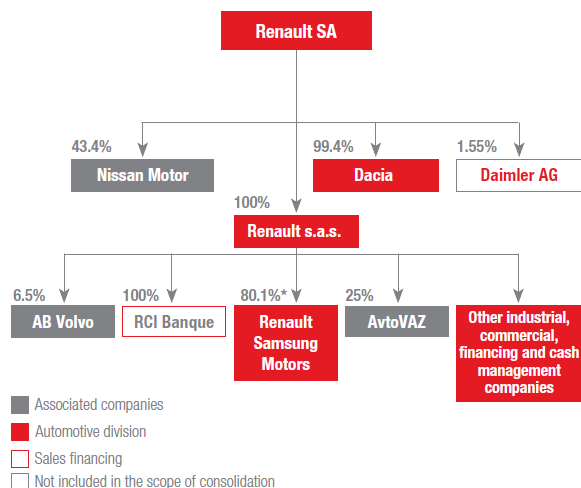 Renault SA
43.4%
99.4%
1.55%
Nissan Motor
Dacia
Daimler AG
100%
Renault s.a.s.
6.5%
100%
80.1%*
25%
AB Volvo
RCI Banque
Renault
Samsung
Motors
AvtoVAZ
Other industrial,
commercial,
financing and cash
management
companies
Associated companies
Automotive division
Sales financing
Not included in the scope of consolidation